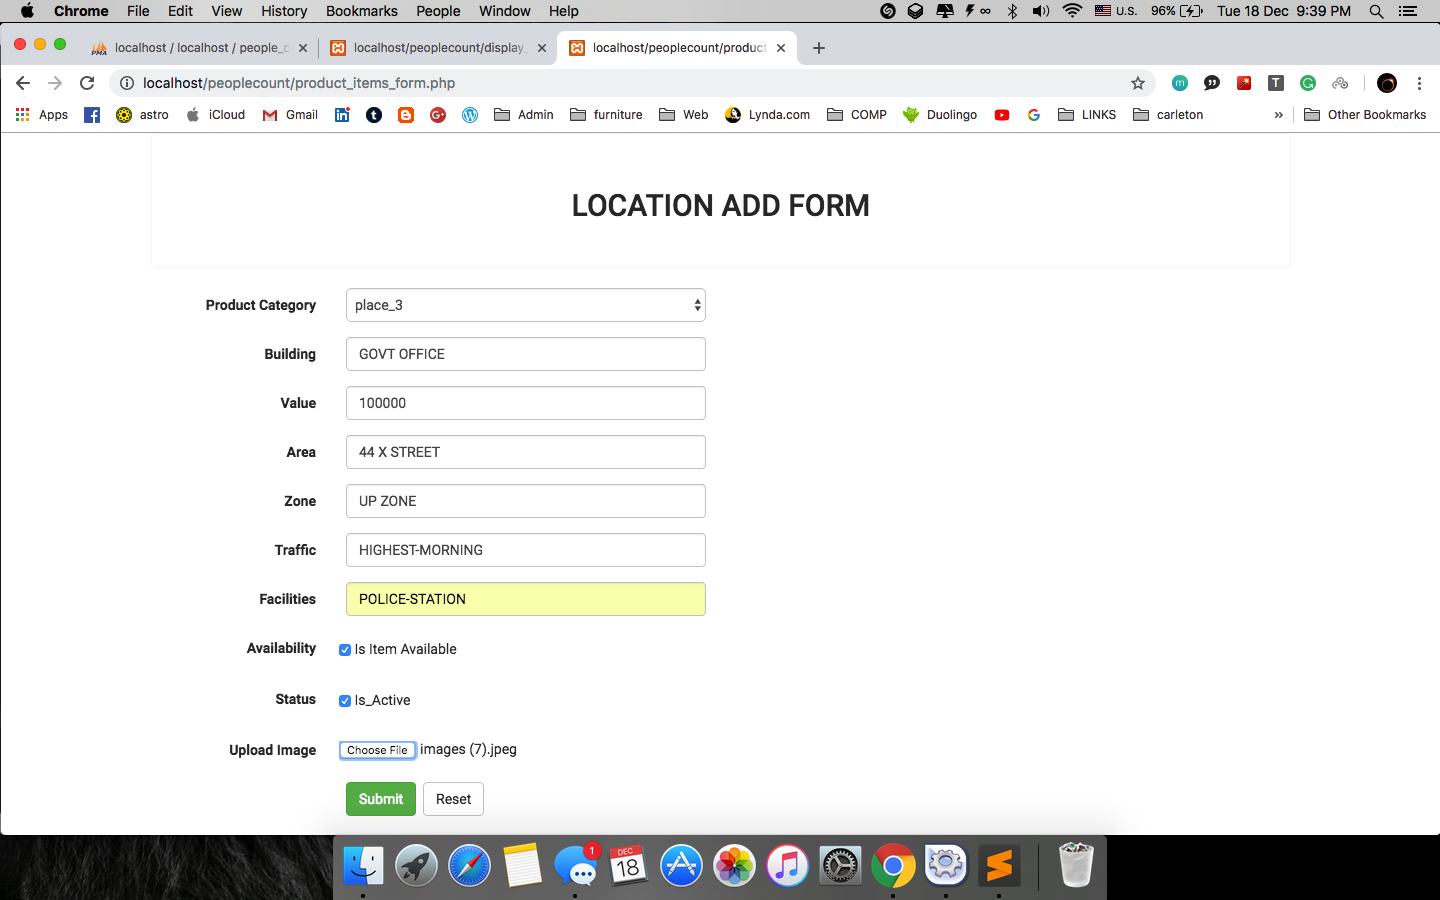 Chrome File Edit View History Bookmarks People Window Help U.S. 96% Tue 18 Dec 9:39 PM
localhost / localhost / people_c localhost/peoplecount/display_ localhost/peoplecount/product
localhost/peoplecount/product_items_form.php
Apps astro iCloud Gmail Admin furniture Web Lynda.com COMP Duolingo LINKS carleton » Other Bookmarks
LOCATION ADD FORM
Product Category place_3
Building GOVT OFFICE
Value 100000
Area 44 X STREET
Zone UP ZONE
Traffic HIGHEST-MORNING
Facilities POLICE-STATION
Availability Is Item Available
Status Is_Active
Upload Image Choose File images (7).jpeg
Submit Reset
1 DEC
18